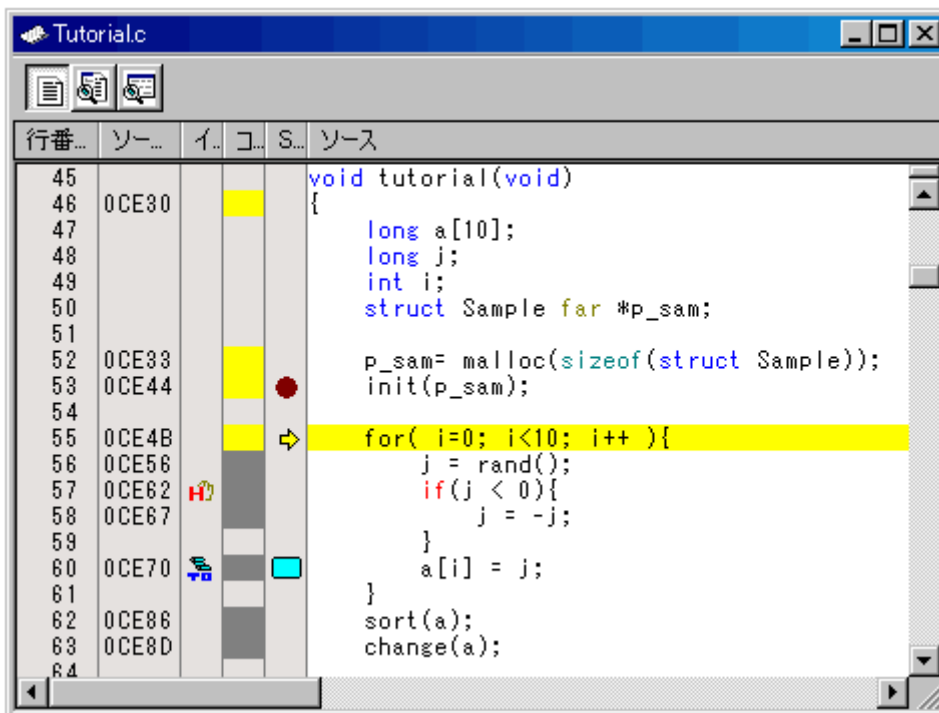 Tutorial.c
行番... ソー... イ.. コ.. S... ソース
45 void tutorial(void)
46 0CE30 {
47 long a[10];
48 long j;
49 int i;
50 struct Sample far *p_sam;
51
52 0CE33 p_sam= malloc(sizeof(struct Sample));
53 0CE44 init(p_sam);
54
55 0CE4B for( i=0; i<10; i++ ){
56 0CE56 j = rand();
57 0CE62 H if(j < 0){
58 0CE67 j = -j;
59 }
60 0CE70 a[i] = j;
61 }
62 0CE86 sort(a);
63 0CE8D change(a);
64